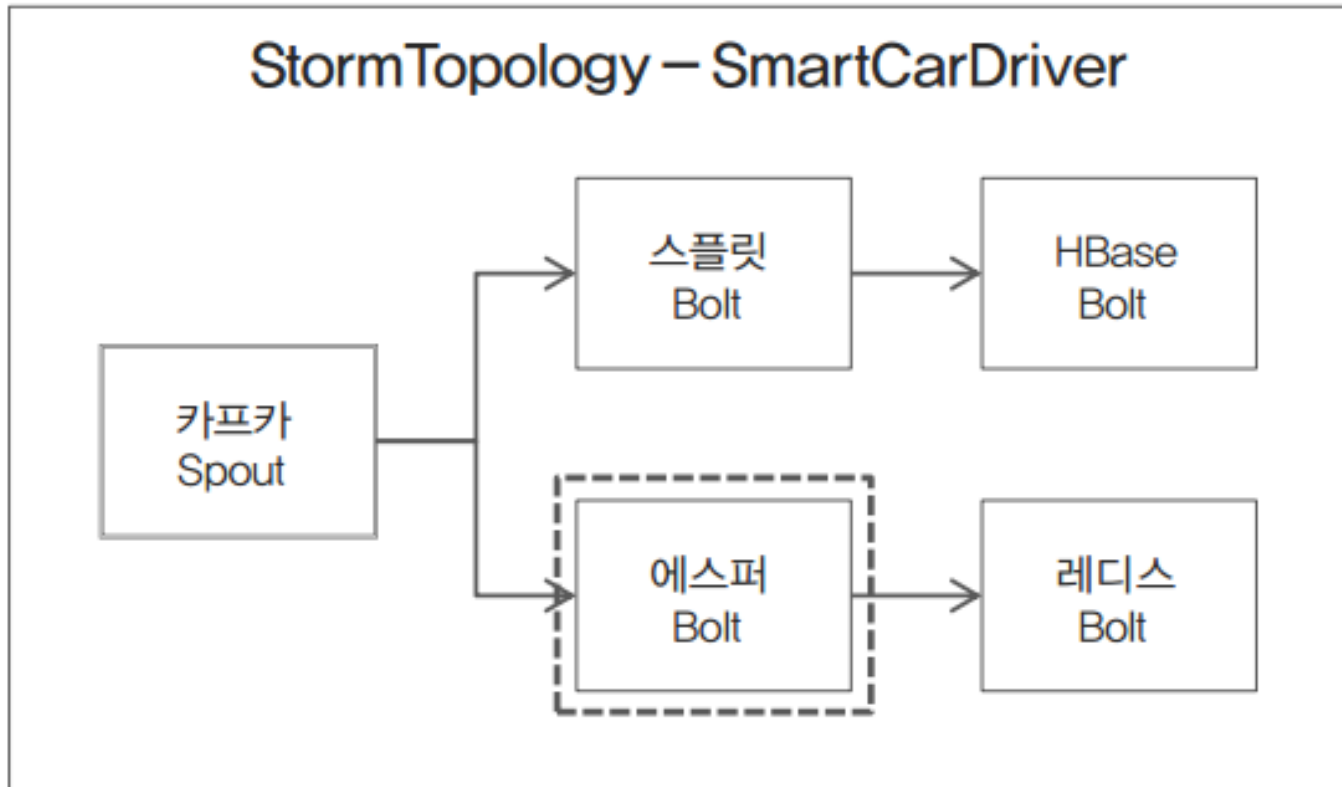 StormTopology – SmartCarDriver
스플릿
Bolt
HBase
Bolt
카프카
Spout
에스퍼
Bolt
레디스
Bolt